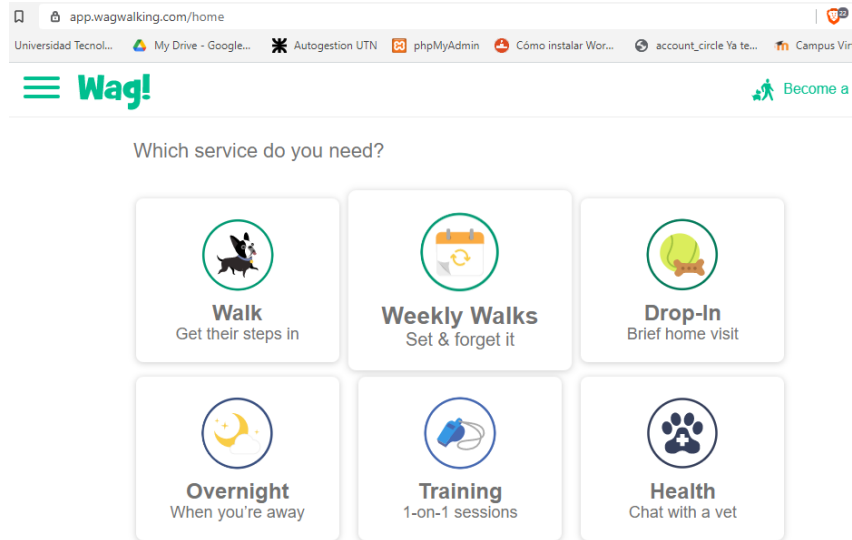 app.wagwalking.com/home
22
Universidad Tecnol... My Drive - Google... Autogestion UTN phpMyAdmin Cómo instalar Wor... account_circle Ya te... Campus Vir
Wag!
Become a
Which service do you need?
Walk
Get their steps in
Weekly Walks
Set & forget it
Drop-In
Brief home visit
Overnight
When you're away
Training
1-on-1 sessions
Health
Chat with a vet